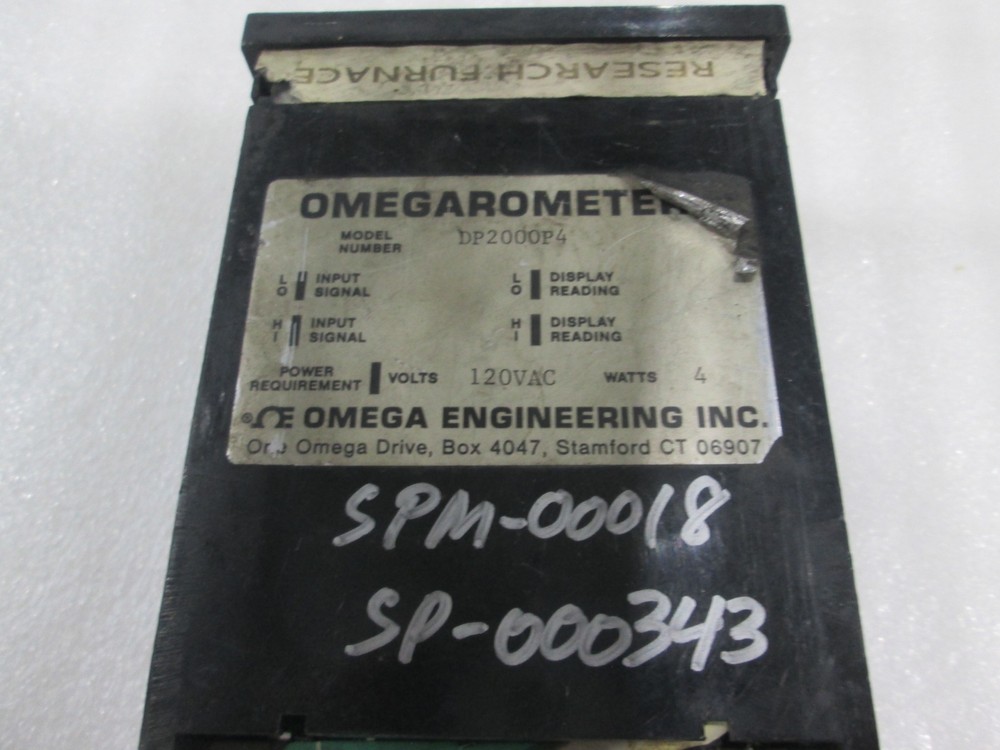 RESEARCH FURNACE
OMEGAROMETER
MODEL NUMBER DP2000P4
LO INPUT SIGNAL LO DISPLAY READING
HI INPUT SIGNAL HI DISPLAY READING
POWER REQUIREMENT VOLTS 120VAC WATTS 4
® ΩE OMEGA ENGINEERING INC.
One Omega Drive, Box 4047, Stamford CT 06907
SPM-00018
SP-000343